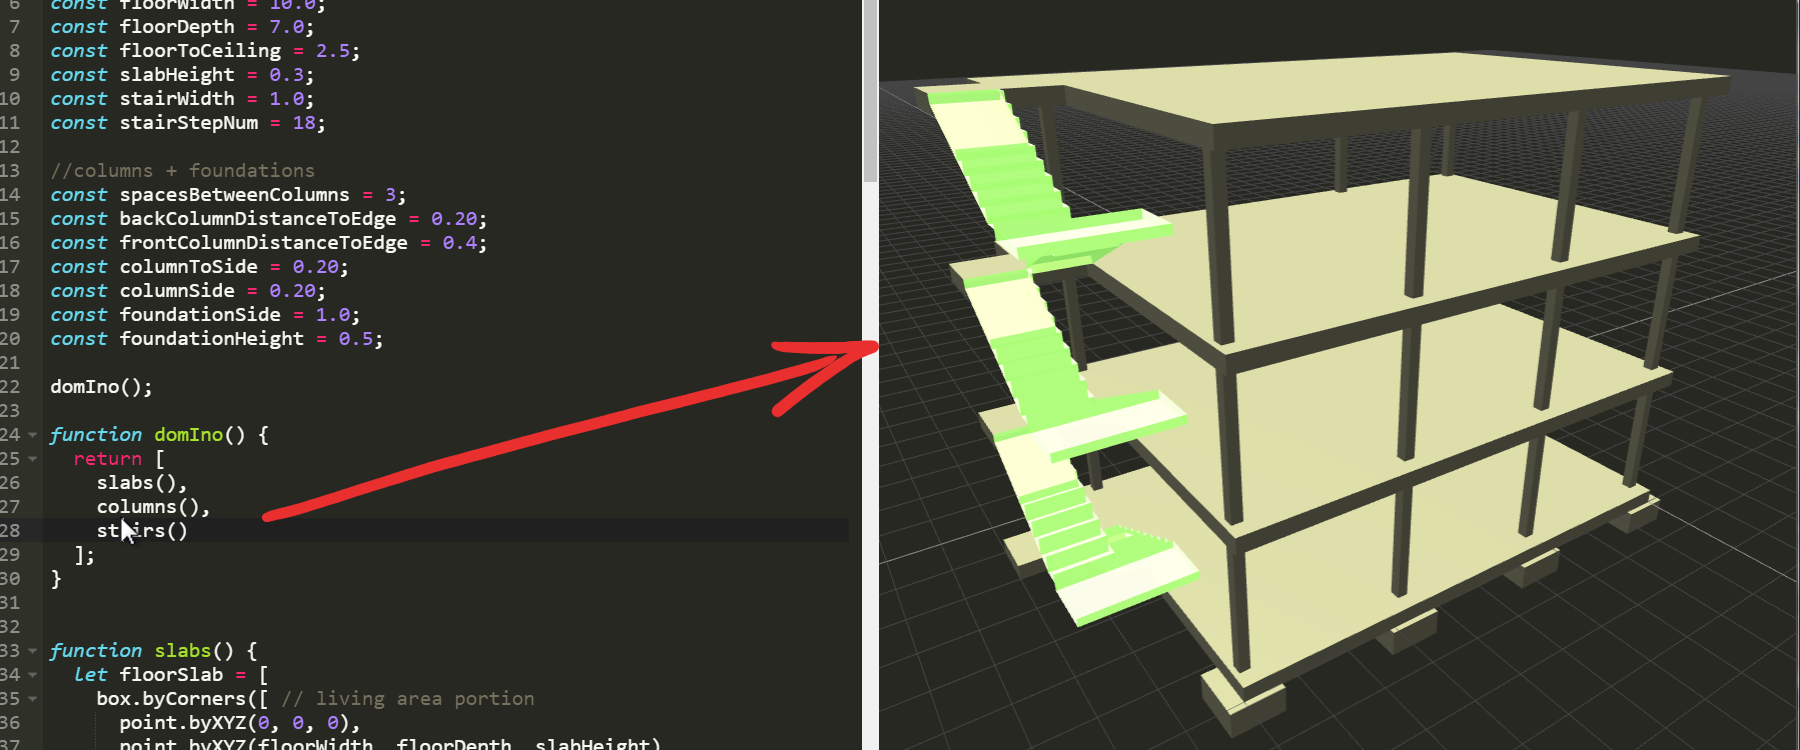 6 const floorWidth = 10.0;
7 const floorDepth = 7.0;
8 const floorToCeiling = 2.5;
9 const slabHeight = 0.3;
10 const stairWidth = 1.0;
11 const stairStepNum = 18;
12
13 //columns + foundations
14 const spacesBetweenColumns = 3;
15 const backColumnDistanceToEdge = 0.20;
16 const frontColumnDistanceToEdge = 0.4;
17 const columnToSide = 0.20;
18 const columnSide = 0.20;
19 const foundationSide = 1.0;
20 const foundationHeight = 0.5;
21
22 domIno();
23
24 function domIno() {
25 return [
26 slabs(),
27 columns(),
28 stairs()
29 ];
30 }
31
32
33 function slabs() {
34 let floorSlab = [
35 box.byCorners([ // living area portion
36 point.byXYZ(0, 0, 0),
37 point.byXYZ(floorWidth, floorDepth, slabHeight)